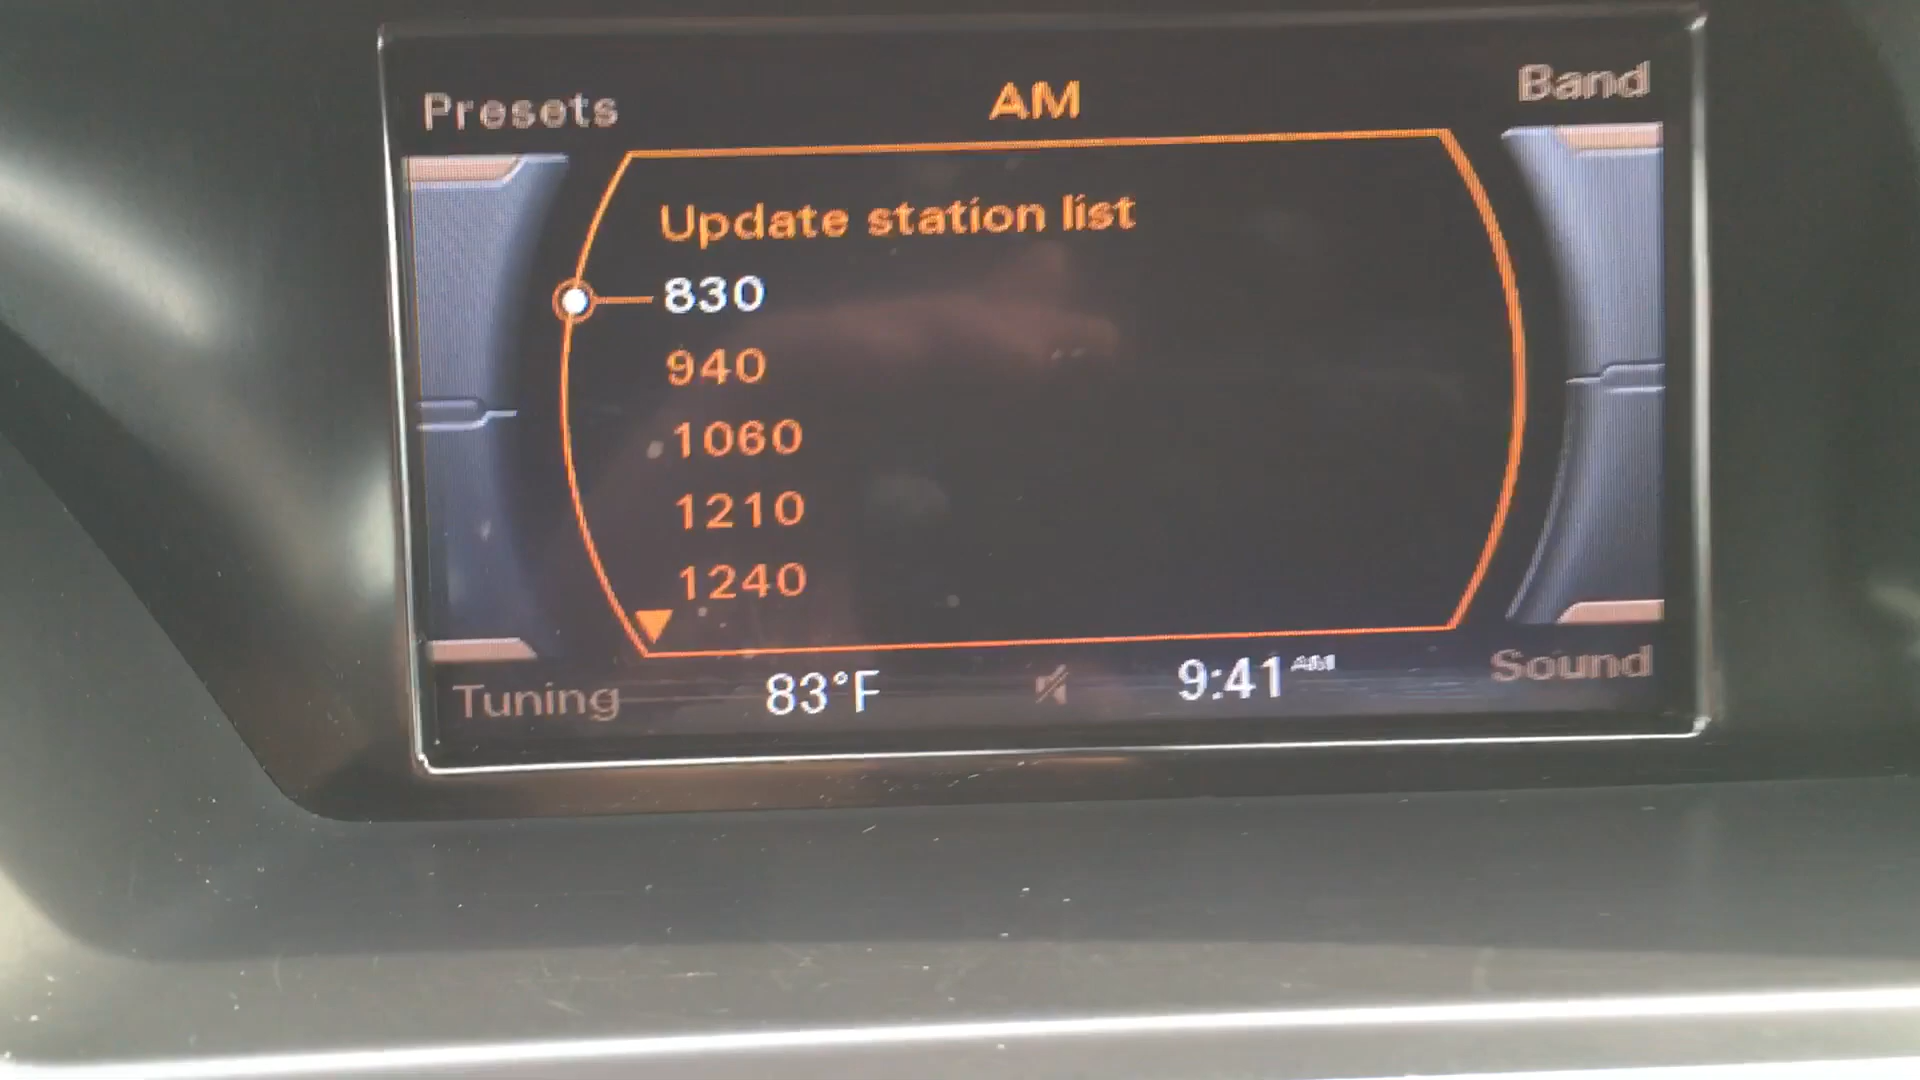 Presets
AM
Band
Update station list
830
940
1060
1210
1240
Tuning
83°F
9:41 AM
Sound